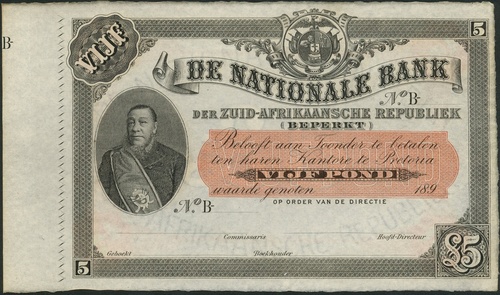 B-
VIJF
5
DE NATIONALE BANK
No B-
DER ZUID-AFRIKAANSCHE REPUBLIEK
(BEPERKT)
Belooft aan Toonder te betalen
ten haren Kantore te Pretoria
VIJF POND
waarde genoten 189
No B-
OP ORDER VAN DE DIRECTIE
Commissaris
Hoofd-Directeur
Geboekt
Boekhouder
5
£5